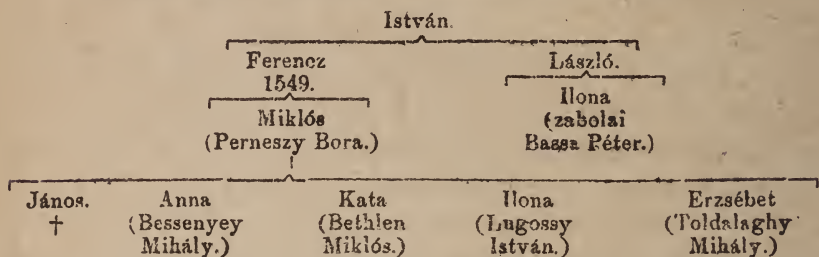 István.
Ferencz László.
1549.
Ilona
Miklós (zabolai
(Perneszy Bora.) Bassa Péter.)
János. Anna Kata Ilona Erzsébet
† (Bessenyey (Bethlen (Lugossy (Toldalaghy
Mihály.) Miklós.) István.) Mihály.)